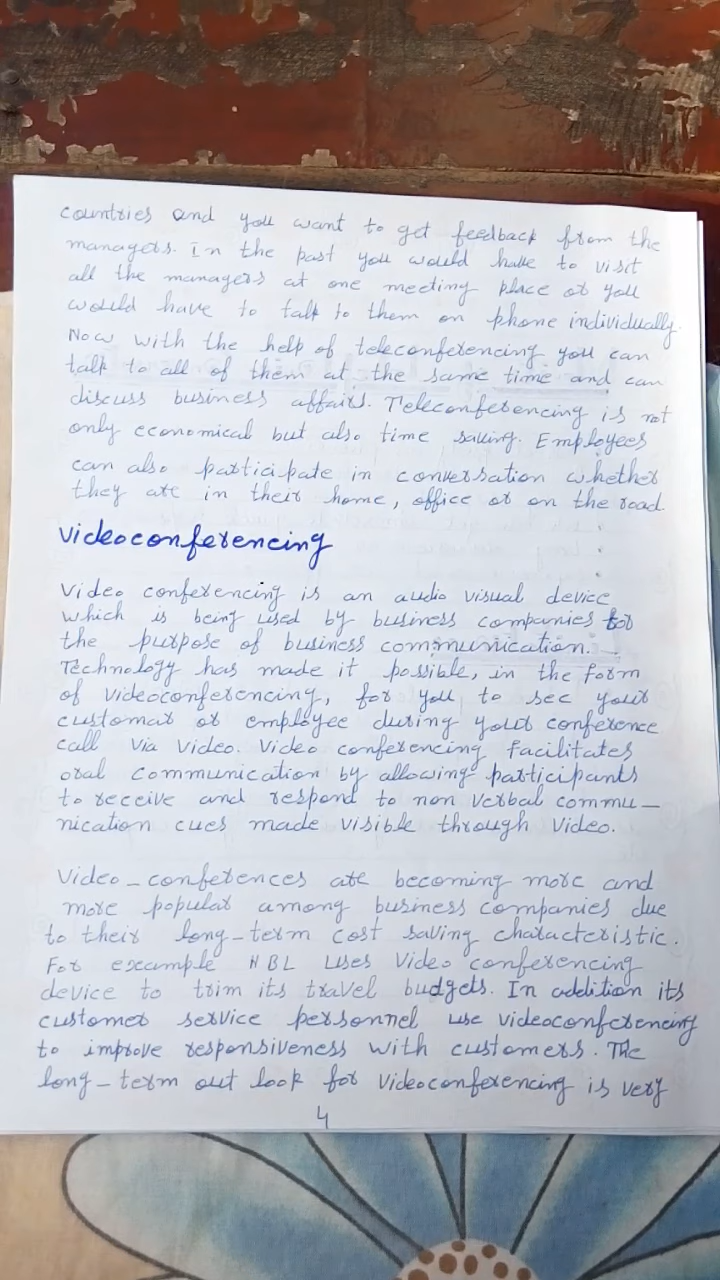 countries and you want to get feedback from the
managers. In the past you would have to visit
all the managers at one meeting place or you
would have to talk to them on phone individually.
Now with the help of teleconferencing you can
talk to all of them at the same time and can
discuss business affairs. Teleconferencing is not
only economical but also time saving. Employees
can also participate in conversation whether
they are in their home, office or on the road.
Videoconferencing
Video conferencing is an audio visual device
which is being used by business companies for
the purpose of business communication.
Technology has made it possible, in the form
of videoconferencing, for you to see your
customar or employee during your conference
call via video. Video conferencing facilitates
oral communication by allowing participants
to receive and respond to non verbal commu-
nication cues made visible through video.
Video-conferences are becoming more and
more popular among business companies due
to their long-term cost saving characteristic.
For example HBL uses Video conferencing
device to trim its travel budgets. In addition its
customer service personnel use videoconferencing
to improve responsiveness with customers. The
long-term out look for videoconferencing is very
4